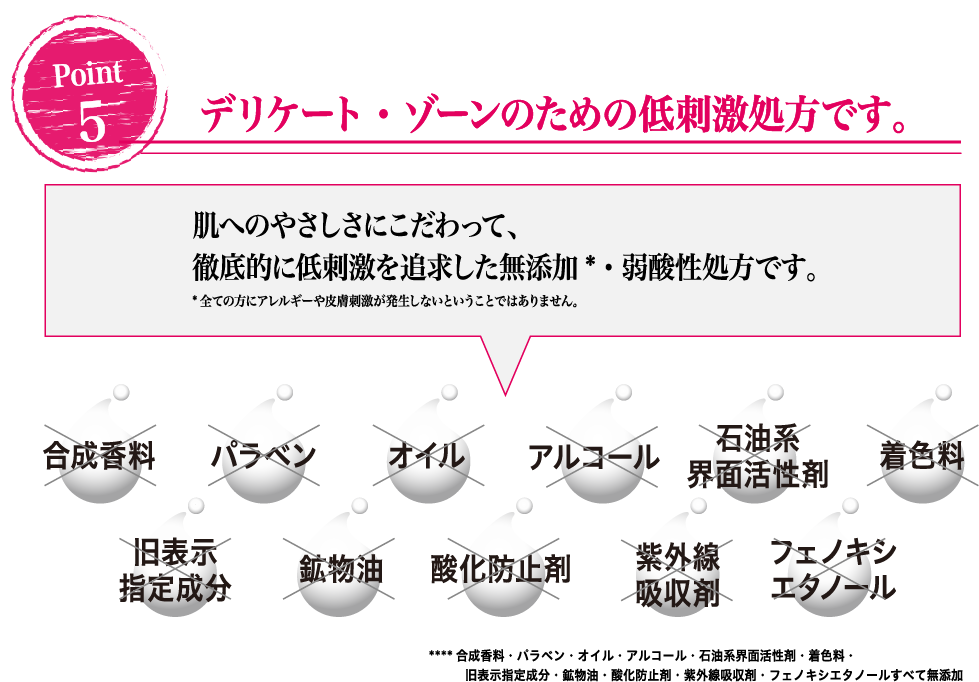 Point
5
デリケート・ゾーンのための低刺激処方です。
肌へのやさしさにこだわって、
徹底的に低刺激を追求した無添加*・弱酸性処方です。
*全ての方にアレルギーや皮膚刺激が発生しないということではありません。
合成香料
パラベン
オイル
アルコール
石油系
界面活性剤
着色料
旧表示
指定成分
鉱物油
酸化防止剤
紫外線
吸収剤
フェノキシ
エタノール
****合成香料・パラベン・オイル・アルコール・石油系界面活性剤・着色料・
旧表示指定成分・鉱物油・酸化防止剤・紫外線吸収剤・フェノキシエタノールすべて無添加